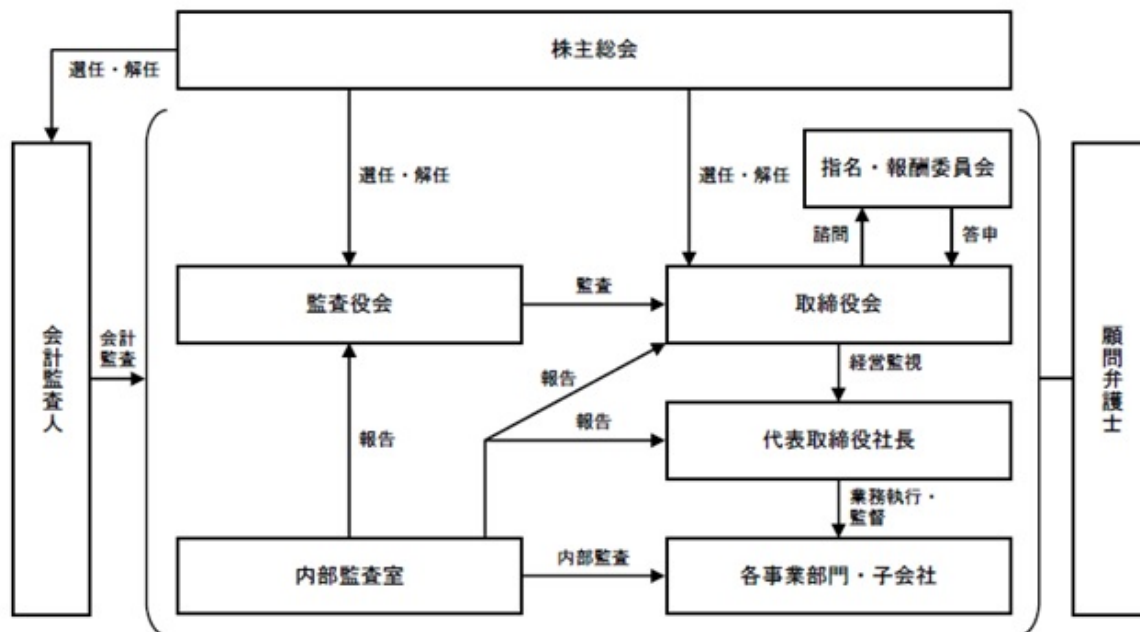 株主総会
選任・解任
選任・解任
選任・解任
指名・報酬委員会
諮問
答申
監査役会
監査
取締役会
会計監査人
会計
監査
顧問弁護士
経営監視
報告
報告
報告
代表取締役社長
業務執行・
監督
内部監査室
内部監査
各事業部門・子会社